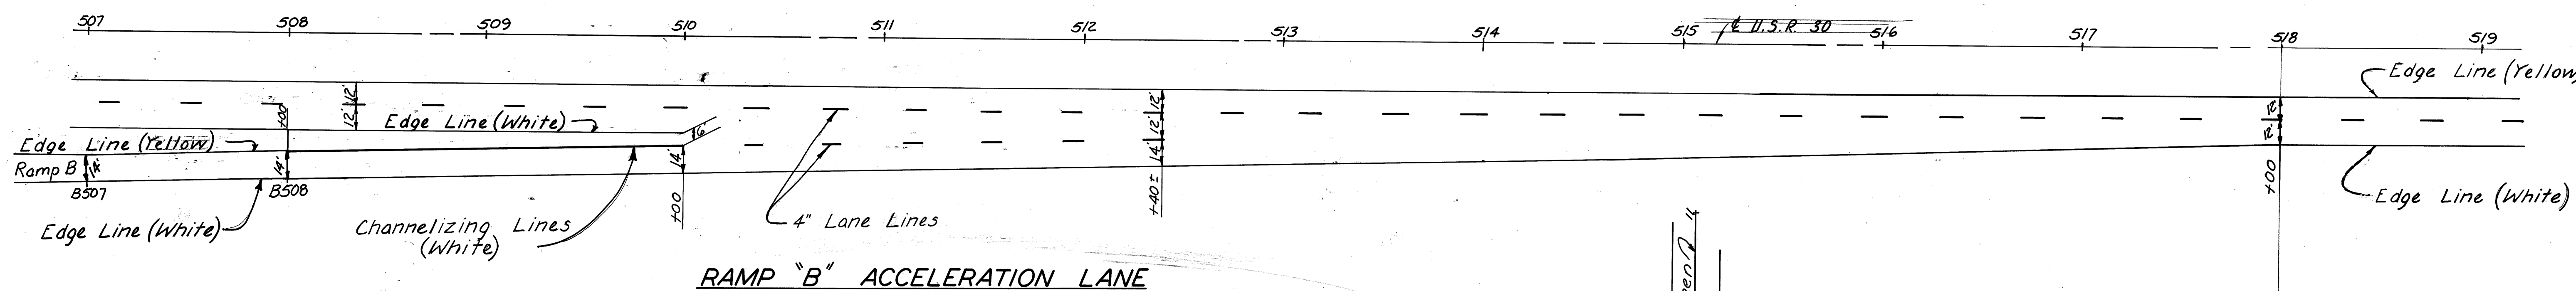 507 508 509 510 511 512 513 514 515 ℄ U.S.R. 30 516 517 518 519
Edge Line (Yellow)
12' 12' 12' 12'
+00
12' 12'
Edge Line (White)
6'
Edge Line (Yellow)
Ramp B
14' 14' 14' 14'
B507 B508
+00 +40± +00
Edge Line (White)
Edge Line (White)
Channelizing Lines
(White)
4" Lane Lines
RAMP "B" ACCELERATION LANE